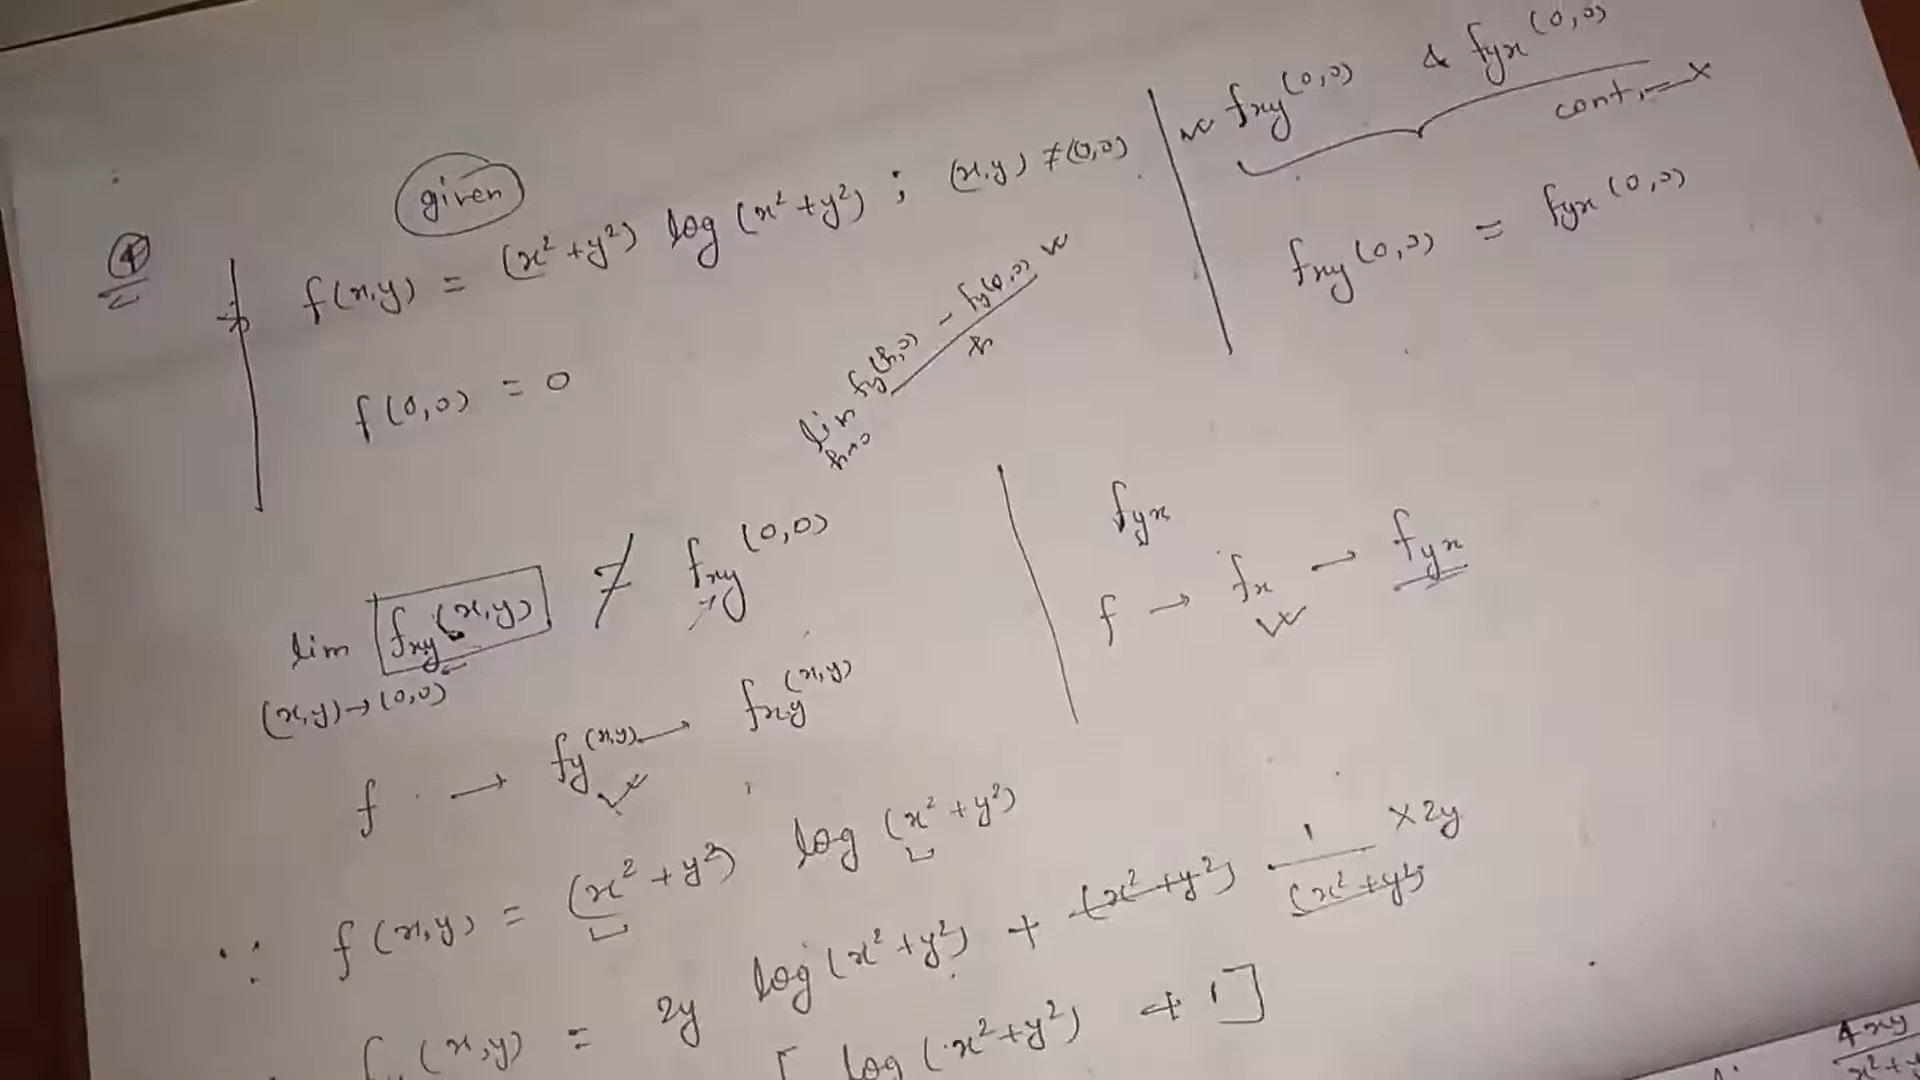 given
④
f(x,y) = (x²+y²) log (x²+y²) ; (x,y) ≠ (0,0)
f(0,0) = 0
lim h→0 fy(h,0) - fy(0,0) / h
fxy(0,0) & fyx(0,0)
cont. ×
fxy(0,0) = fyx(0,0)
lim (x,y)→(0,0) fxy(x,y) ≠ fxy(0,0)
f → fy(x,y) → fxy(x,y)
fyx
f → fx → fyx
∵ f(x,y) = (x²+y²) log (x²+y²)
(x,y) = 2y log (x²+y²) + (x²+y²) 1/(x²+y²) × 2y
[ log (x²+y²) + 1 ]
4xy